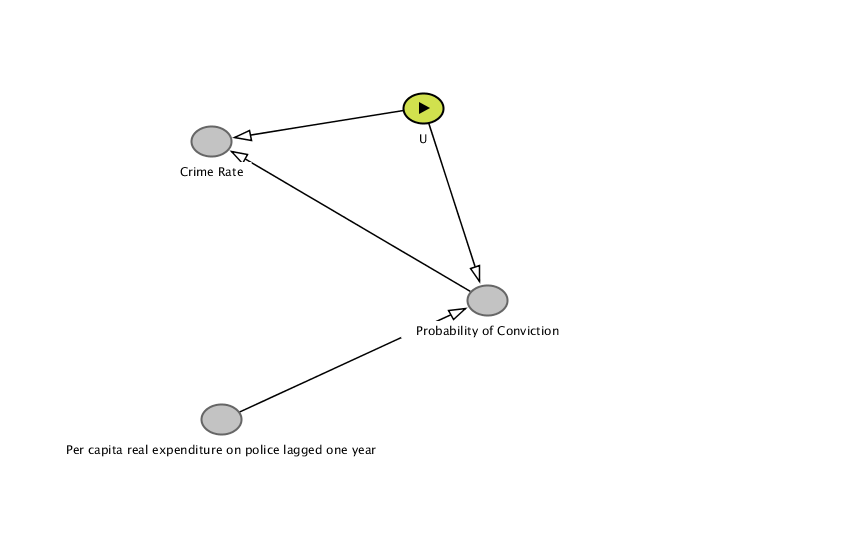 U
Crime Rate
Probability of Conviction
Per capita real expenditure on police lagged one year